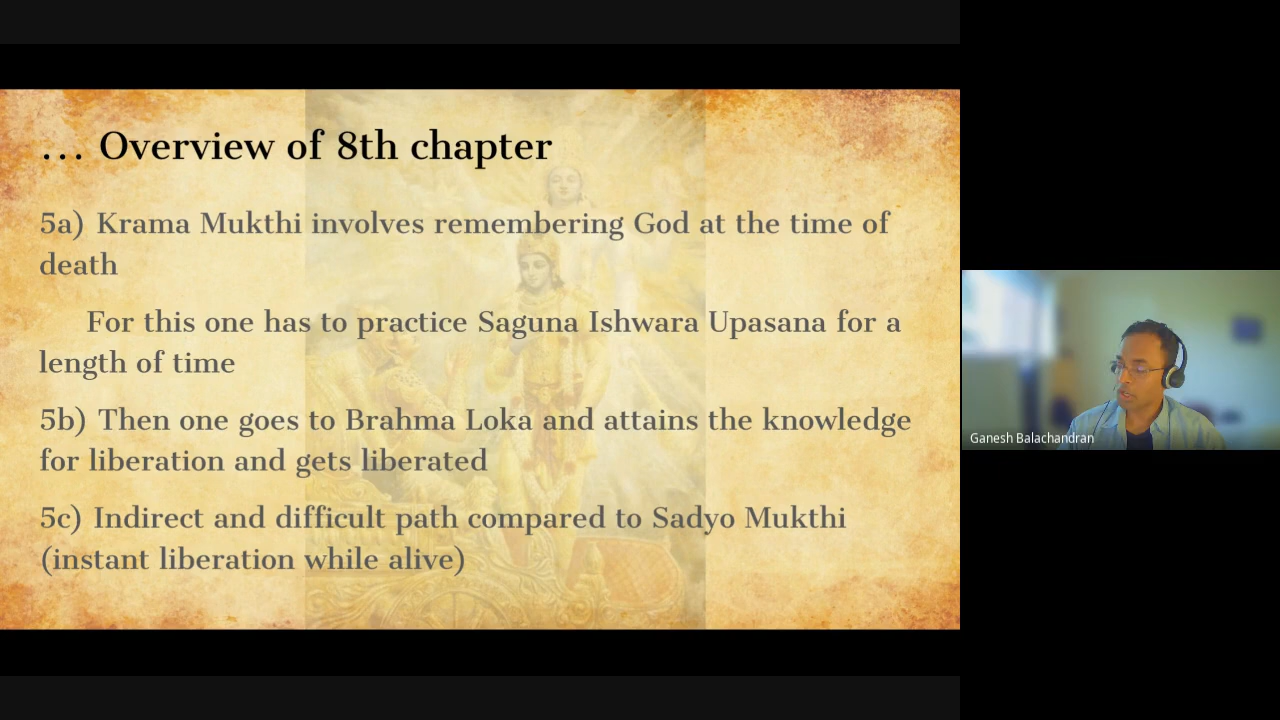 ... Overview of 8th chapter
5a) Krama Mukthi involves remembering God at the time of
death
For this one has to practice Saguna Ishwara Upasana for a
length of time
5b) Then one goes to Brahma Loka and attains the knowledge
for liberation and gets liberated
5c) Indirect and difficult path compared to Sadyo Mukthi
(instant liberation while alive)
Ganesh Balachandran